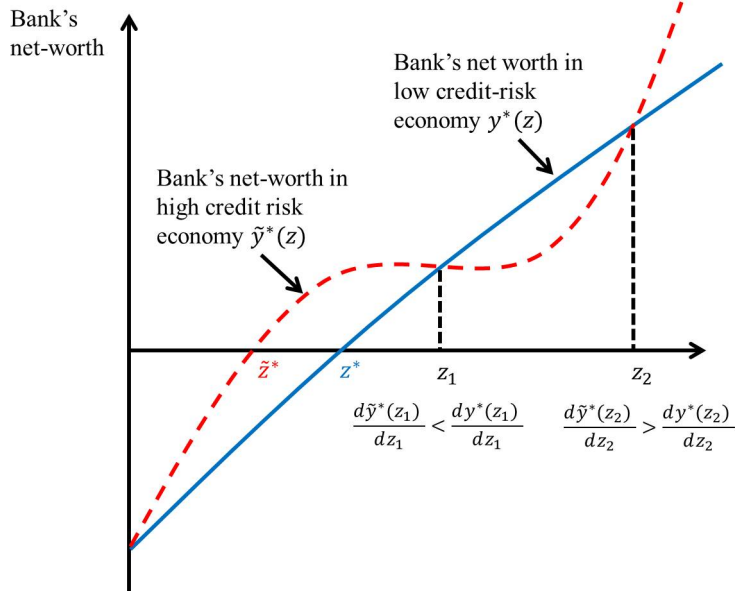 Bank's
net-worth
Bank's net worth in
low credit-risk
economy y*(z)
Bank's net-worth in
high credit risk
economy ỹ*(z)
z̃*
z*
z₁
z₂
dỹ*(z₁)/dz₁ < dy*(z₁)/dz₁
dỹ*(z₂)/dz₂ > dy*(z₂)/dz₂